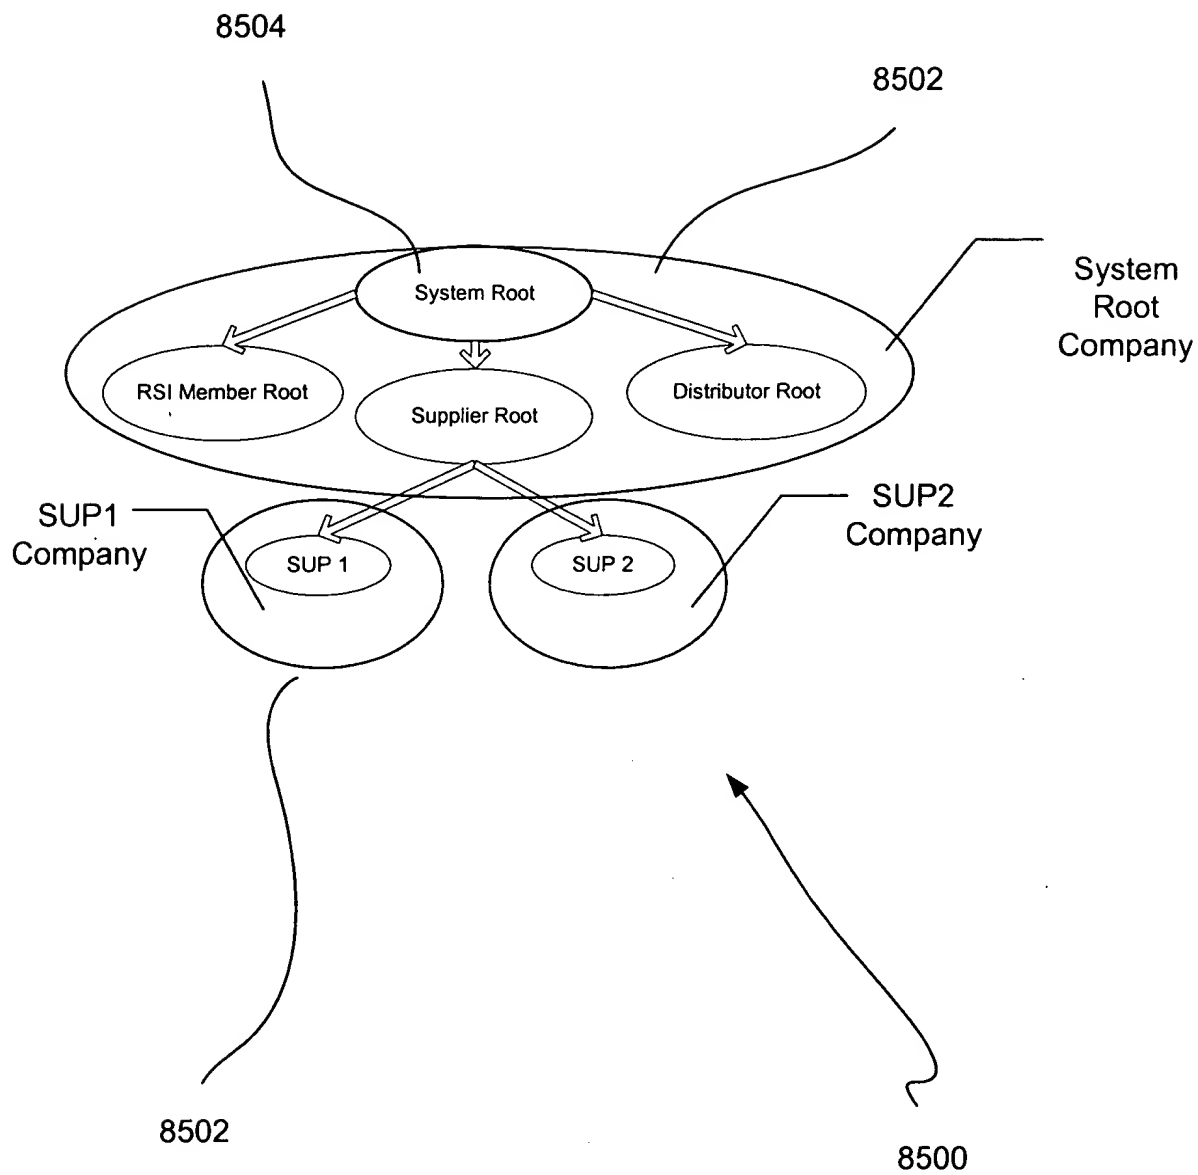 8504
8502
System
Root
Company
System Root
RSI Member Root
Supplier Root
Distributor Root
SUP1
Company
SUP2
Company
SUP 1
SUP 2
8502
8500